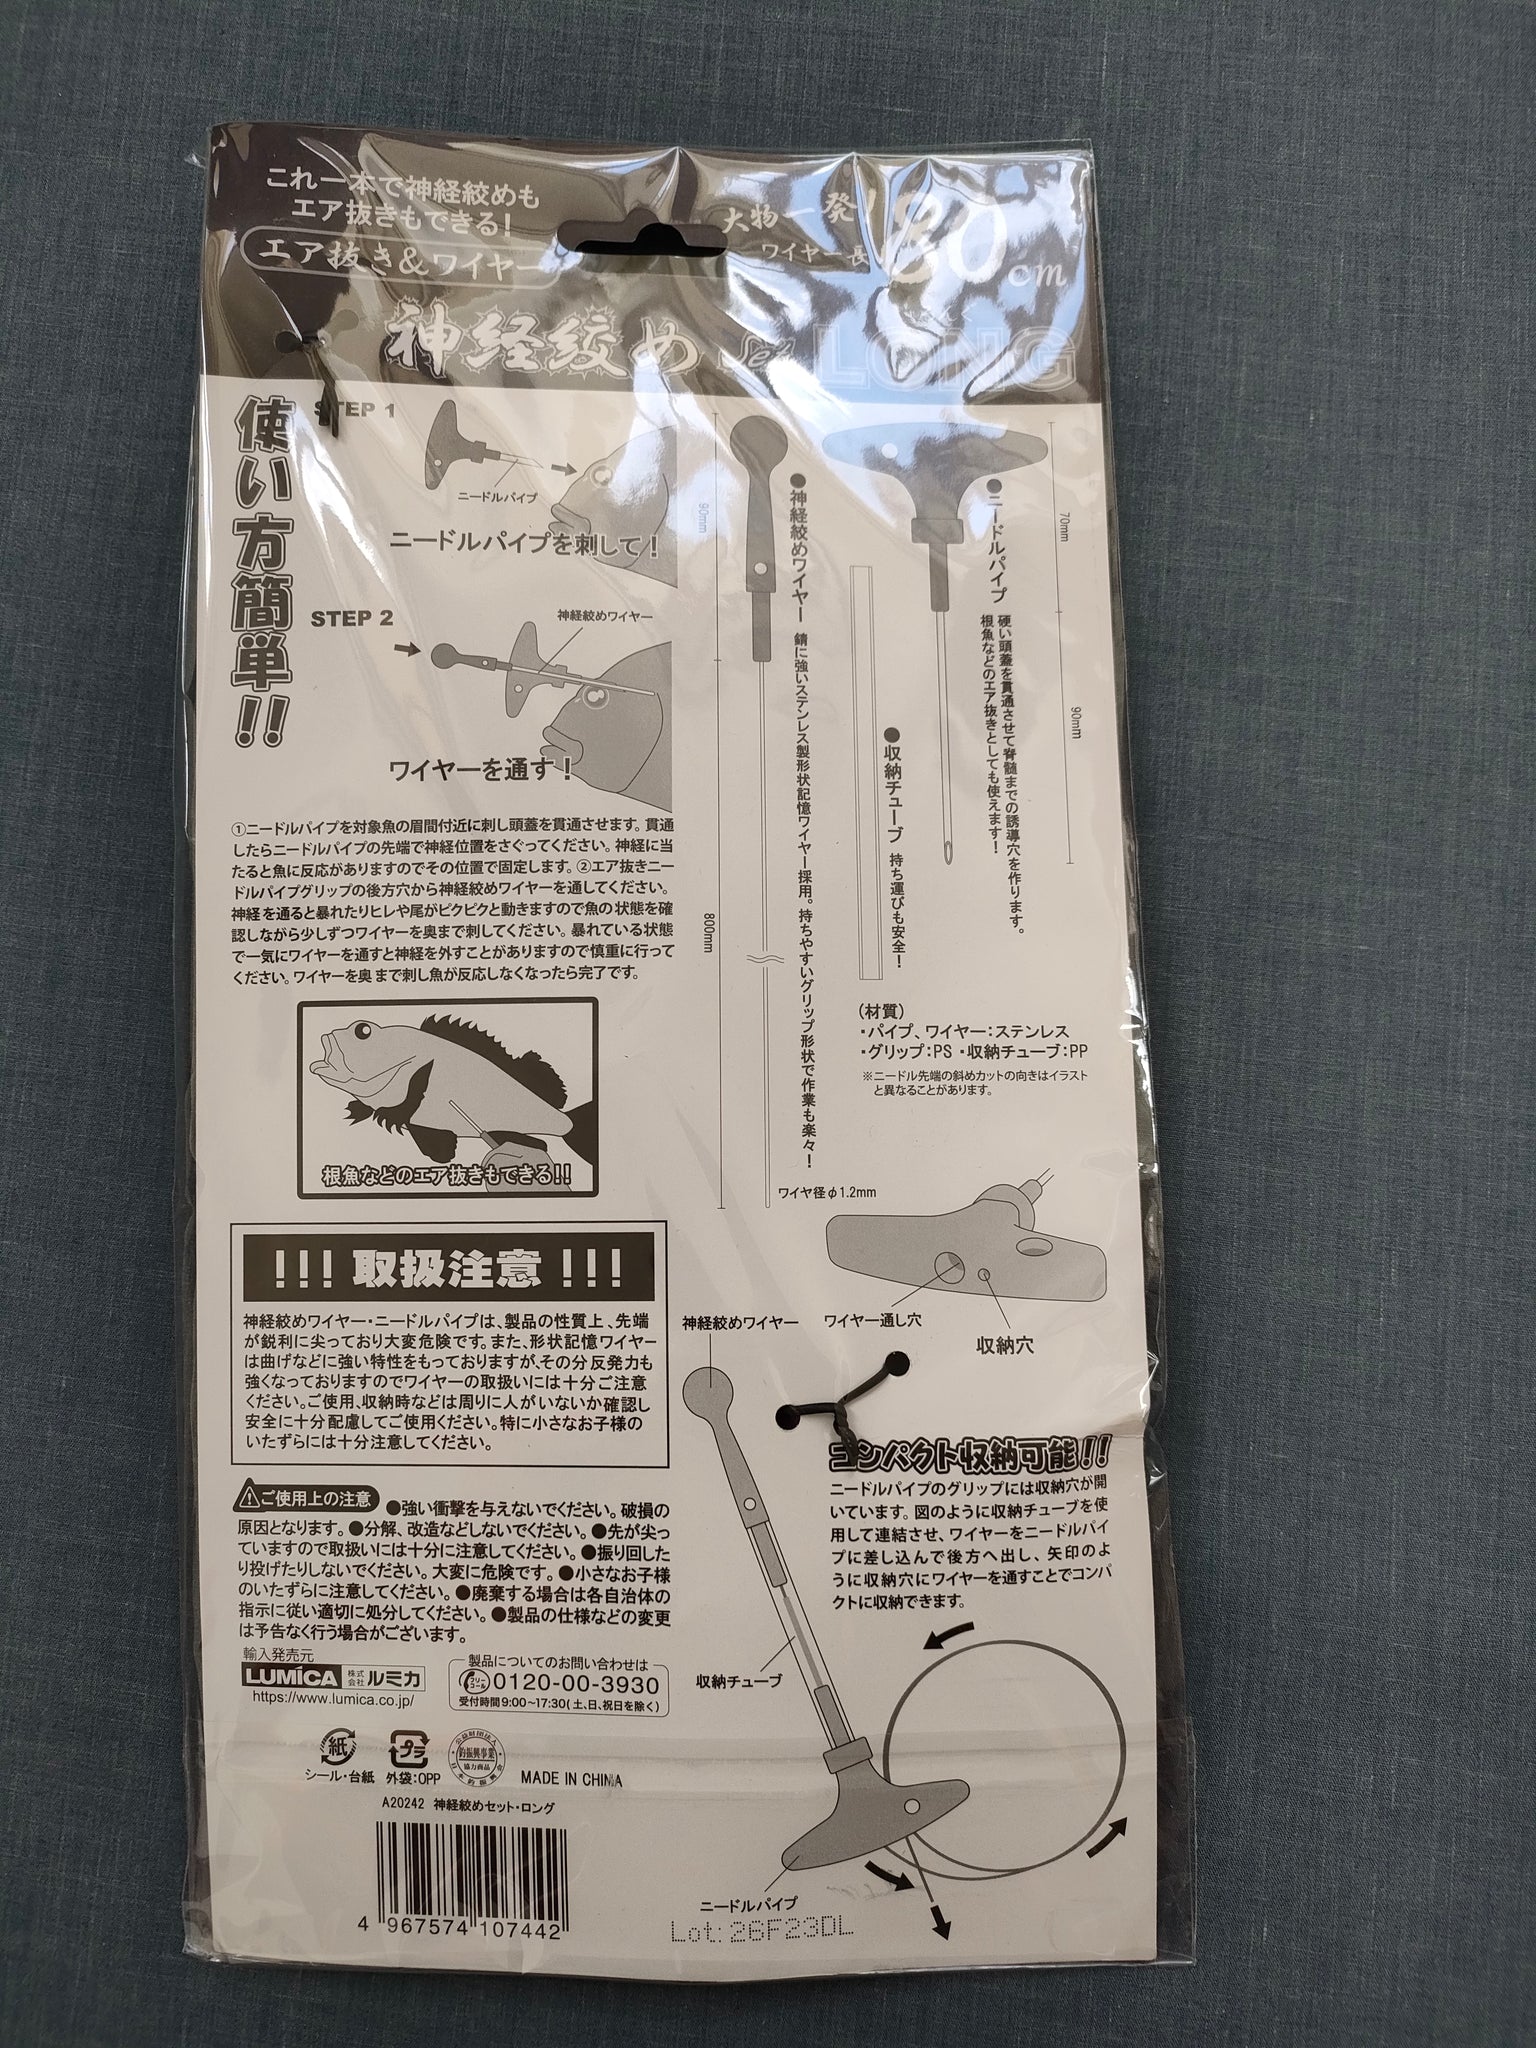 これ一本で神経絞めも
エア抜きもできる!
エア抜き&ワイヤー
大物一発!
ワイヤー長80cm
神経絞めSet LONG
使い方簡単!!
STEP 1
ニードルパイプ
ニードルパイプを刺して!
STEP 2
神経絞めワイヤー
ワイヤーを通す!
①ニードルパイプを対象魚の眉間付近に刺し頭蓋を貫通させます。貫通
したらニードルパイプの先端で神経位置をさぐってください。神経に当
たると魚に反応がありますのでその位置で固定します。②エア抜きニー
ドルパイプグリップの後方穴から神経絞めワイヤーを通してください。
神経を通ると暴れたりヒレや尾がピクピクと動きますので魚の状態を確
認しながら少しずつワイヤーを奥まで刺してください。暴れている状態
で一気にワイヤーを通すと神経を外すことがありますので慎重に行って
ください。ワイヤーを奥まで刺し魚が反応しなくなったら完了です。
根魚などのエア抜きもできる!!
90mm
800mm
●神経絞めワイヤー 錆に強いステンレス製形状記憶ワイヤー採用。持ちやすいグリップ形状で作業も楽々!
ワイヤ径φ1.2mm
●収納チューブ 持ち運びも安全!
●ニードルパイプ 硬い頭蓋を貫通させて脊髄までの誘導穴を作ります。
根魚などのエア抜きとしても使えます!
70mm
90mm
(材質)
・パイプ、ワイヤー:ステンレス
・グリップ:PS ・収納チューブ:PP
※ニードル先端の斜めカットの向きはイラスト
と異なることがあります。
!!! 取扱注意 !!!
神経絞めワイヤー・ニードルパイプは、製品の性質上、先端
が鋭利に尖っており大変危険です。また、形状記憶ワイヤー
は曲げなどに強い特性をもっておりますが、その分反発力も
強くなっておりますのでワイヤーの取扱いには十分ご注意
ください。ご使用、収納時などは周りに人がいないか確認し
安全に十分配慮してご使用ください。特に小さなお子様の
いたずらには十分注意してください。
ご使用上の注意 ●強い衝撃を与えないでください。破損の
原因となります。●分解、改造などしないでください。●先が尖っ
ていますので取扱いには十分に注意してください。●振り回した
り投げたりしないでください。大変に危険です。●小さなお子様
のいたずらに注意してください。●廃棄する場合は各自治体の
指示に従い適切に処分してください。●製品の仕様などの変更
は予告なく行う場合がございます。
輸入発売元
LUMICA 株式会社ルミカ
https://www.lumica.co.jp/
製品についてのお問い合わせは
フリーコール 0120-00-3930
受付時間9:00～17:30(土、日、祝日を除く)
紙
シール・台紙
プラ
外袋:OPP
公益財団法人
釣振興事業
協力商品
日本釣振興会
MADE IN CHINA
A20242 神経絞めセット・ロング
4 967574 107442
ワイヤー通し穴
収納穴
神経絞めワイヤー
コンパクト収納可能!!
ニードルパイプのグリップには収納穴が開
いています。図のように収納チューブを使
用して連結させ、ワイヤーをニードルパイ
プに差し込んで後方へ出し、矢印のよ
うに収納穴にワイヤーを通すことでコンパ
クトに収納できます。
収納チューブ
ニードルパイプ
Lot:26F23DL